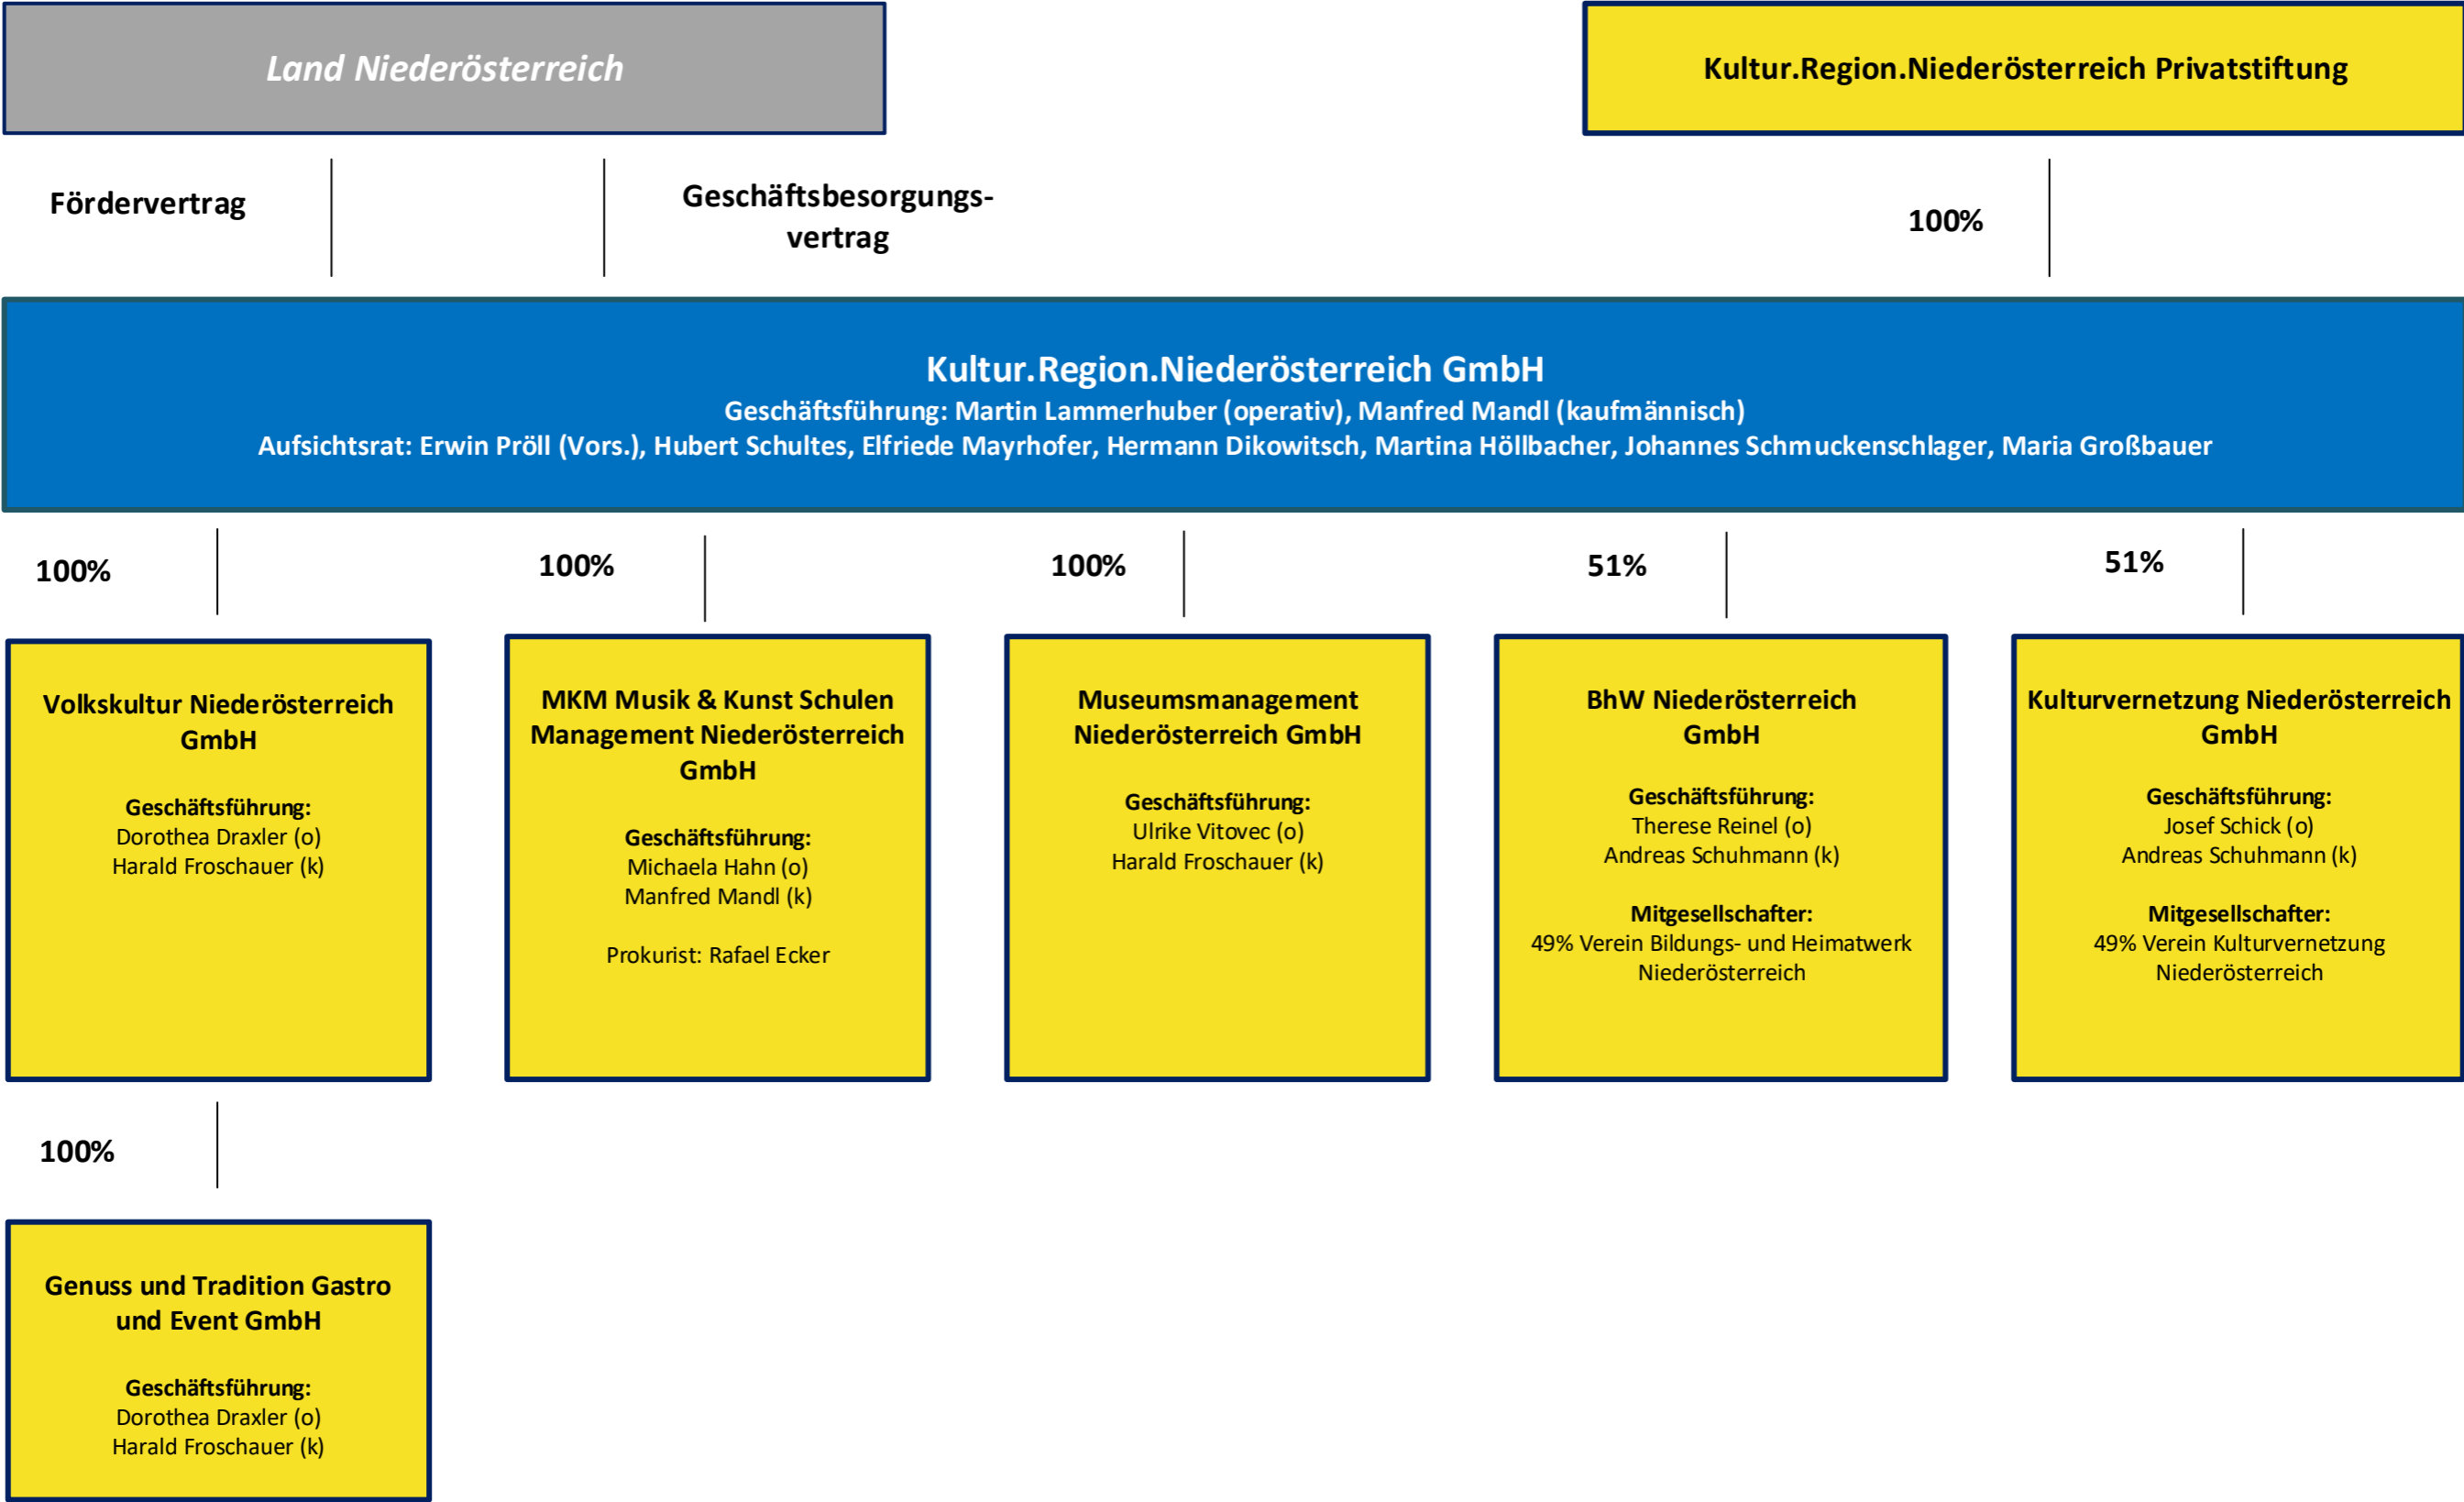 Land Niederösterreich
Kultur.Region.Niederösterreich Privatstiftung
Fördervertrag
Geschäftsbesorgungs-
vertrag
100%
Kultur.Region.Niederösterreich GmbH
Geschäftsführung: Martin Lammerhuber (operativ), Manfred Mandl (kaufmännisch)
Aufsichtsrat: Erwin Pröll (Vors.), Hubert Schultes, Elfriede Mayrhofer, Hermann Dikowitsch, Martina Höllbacher, Johannes Schmuckenschlager, Maria Großbauer
100%
100%
100%
51%
51%
Volkskultur Niederösterreich
GmbH
Geschäftsführung:
Dorothea Draxler (o)
Harald Froschauer (k)
MKM Musik & Kunst Schulen
Management Niederösterreich
GmbH
Geschäftsführung:
Michaela Hahn (o)
Manfred Mandl (k)
Prokurist: Rafael Ecker
Museumsmanagement
Niederösterreich GmbH
Geschäftsführung:
Ulrike Vitovec (o)
Harald Froschauer (k)
BhW Niederösterreich
GmbH
Geschäftsführung:
Therese Reinel (o)
Andreas Schuhmann (k)
Mitgesellschafter:
49% Verein Bildungs- und Heimatwerk
Niederösterreich
Kulturvernetzung Niederösterreich
GmbH
Geschäftsführung:
Josef Schick (o)
Andreas Schuhmann (k)
Mitgesellschafter:
49% Verein Kulturvernetzung
Niederösterreich
100%
Genuss und Tradition Gastro
und Event GmbH
Geschäftsführung:
Dorothea Draxler (o)
Harald Froschauer (k)